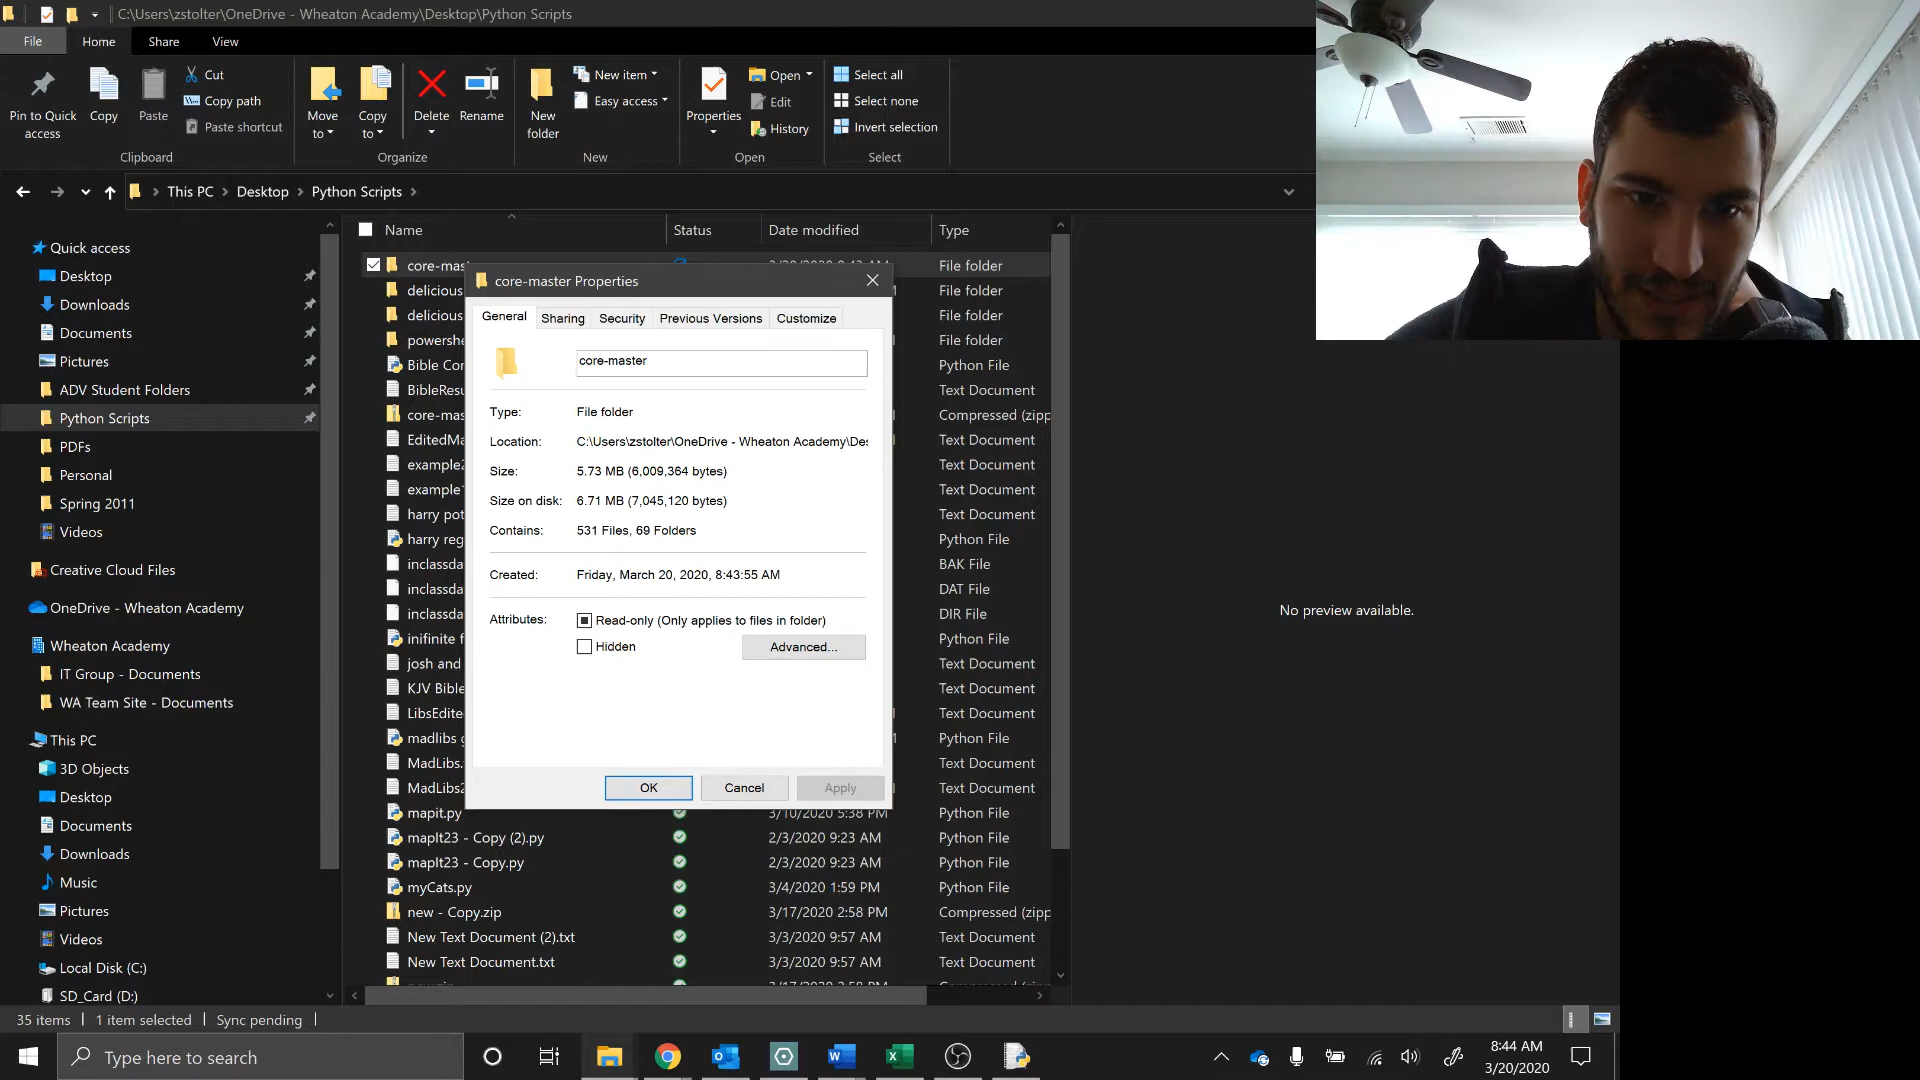 C:\Users\zstolter\OneDrive - Wheaton Academy\Desktop\Python Scripts
File Home Share View
Pin to Quick access
Copy
Paste
Cut
Copy path
Paste shortcut
Clipboard
Move to
Copy to
Delete
Rename
Organize
New folder
New item
Easy access
New
Properties
Open
Edit
History
Open
Select all
Select none
Invert selection
Select
This PC > Desktop > Python Scripts >
Quick access
Desktop
Downloads
Documents
Pictures
ADV Student Folders
Python Scripts
PDFs
Personal
Spring 2011
Videos
Creative Cloud Files
OneDrive - Wheaton Academy
Wheaton Academy
IT Group - Documents
WA Team Site - Documents
This PC
3D Objects
Desktop
Documents
Downloads
Music
Pictures
Videos
Local Disk (C:)
SD_Card (D:)
Name Status Date modified Type
core-mas File folder
delicious File folder
delicious File folder
powershe File folder
Bible Cor Python File
BibleResu Text Document
core-mas Compressed (zipp
EditedMa Text Document
example2 Text Document
example Text Document
harry pot Text Document
harry reg Python File
inclassda BAK File
inclassda DAT File
inclassda DIR File
inifinite f Python File
josh and Text Document
KJV Bible Text Document
LibsEdite Text Document
madlibs g Python File
MadLibs. Text Document
MadLibs2 Text Document
mapit.py 3/10/2020 5:38 PM Python File
mapIt23 - Copy (2).py 2/3/2020 9:23 AM Python File
mapIt23 - Copy.py 2/3/2020 9:23 AM Python File
myCats.py 3/4/2020 1:59 PM Python File
new - Copy.zip 3/17/2020 2:58 PM Compressed (zipp
New Text Document (2).txt 3/3/2020 9:57 AM Text Document
New Text Document.txt 3/3/2020 9:57 AM Text Document
core-master Properties
General Sharing Security Previous Versions Customize
core-master
Type: File folder
Location: C:\Users\zstolter\OneDrive - Wheaton Academy\Des
Size: 5.73 MB (6,009,364 bytes)
Size on disk: 6.71 MB (7,045,120 bytes)
Contains: 531 Files, 69 Folders
Created: Friday, March 20, 2020, 8:43:55 AM
Attributes: Read-only (Only applies to files in folder)
Hidden Advanced...
OK Cancel Apply
No preview available.
35 items 1 item selected Sync pending
Type here to search
8:44 AM
3/20/2020